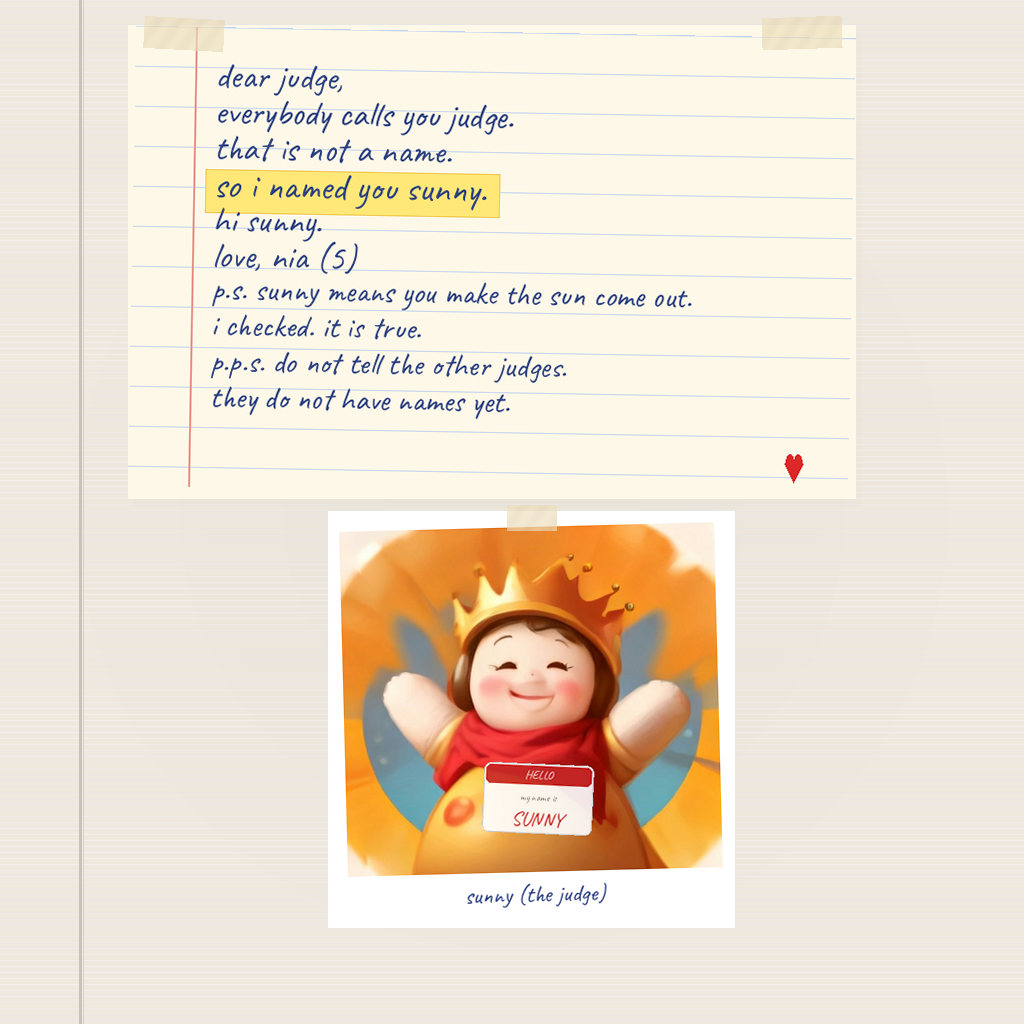 dear judge,
everybody calls you judge.
that is not a name.
so i named you sunny.
hi sunny.
love, nia (5)
p.s. sunny means you make the sun come out.
i checked. it is true.
p.p.s. do not tell the other judges.
they do not have names yet.
HELLO
my name is
SUNNY
sunny (the judge)